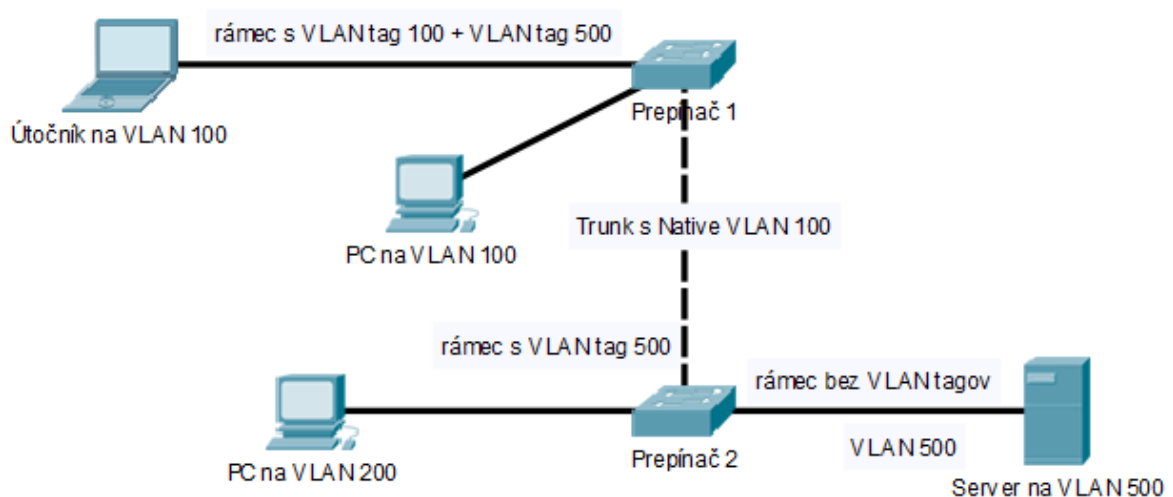 rámec s VLAN tag 100 + VLAN tag 500
Útočník na VLAN 100
Prepínač 1
PC na VLAN 100
Trunk s Native VLAN 100
rámec s VLAN tag 500
rámec bez VLAN tagov
PC na VLAN 200
Prepínač 2
VLAN 500
Server na VLAN 500